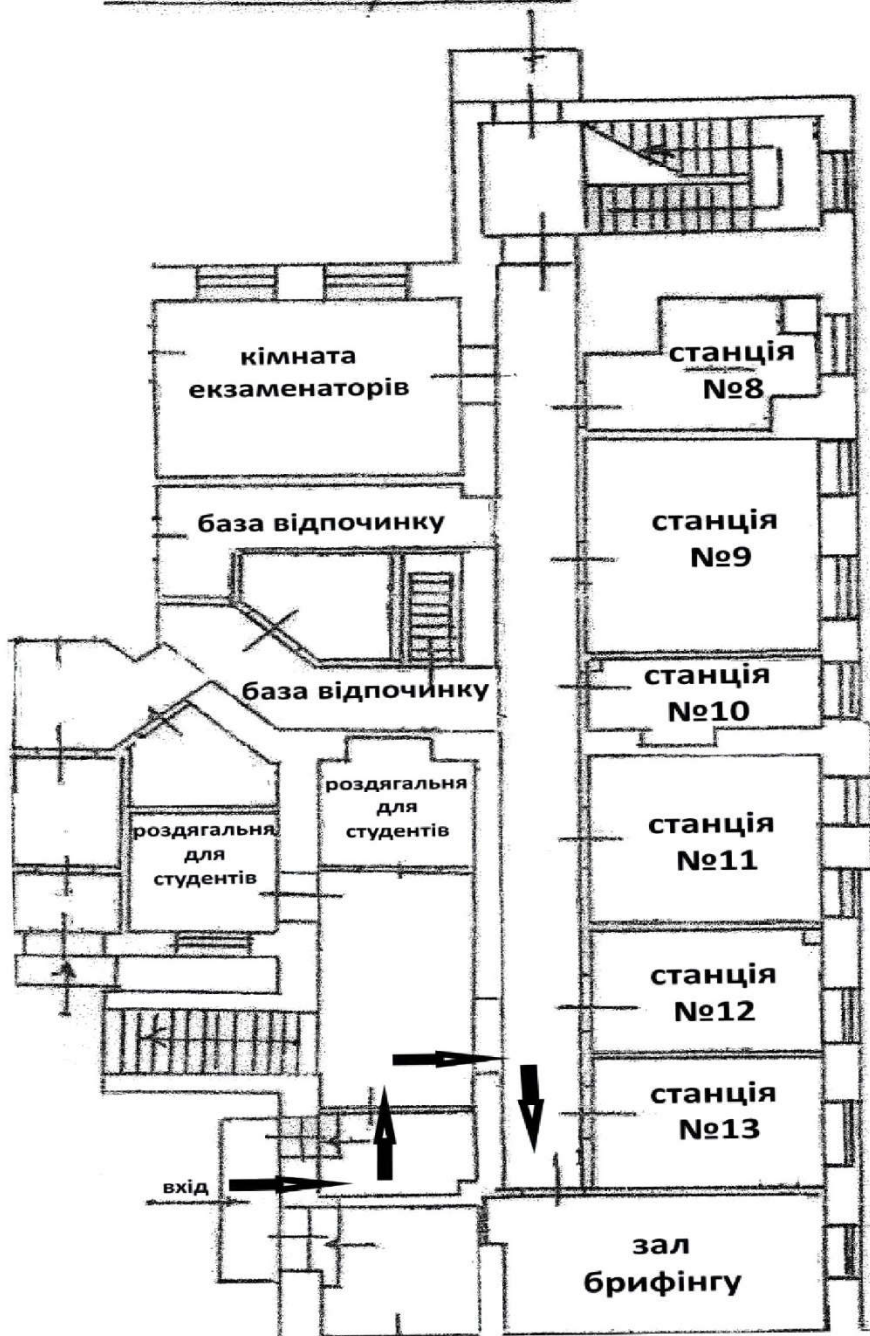 кімната
екзаменаторів
станція
№8
база відпочинку
станція
№9
база відпочинку
станція
№10
роздягальня
для
студентів
роздягальня
для
студентів
станція
№11
станція
№12
станція
№13
вхід
зал
брифінгу